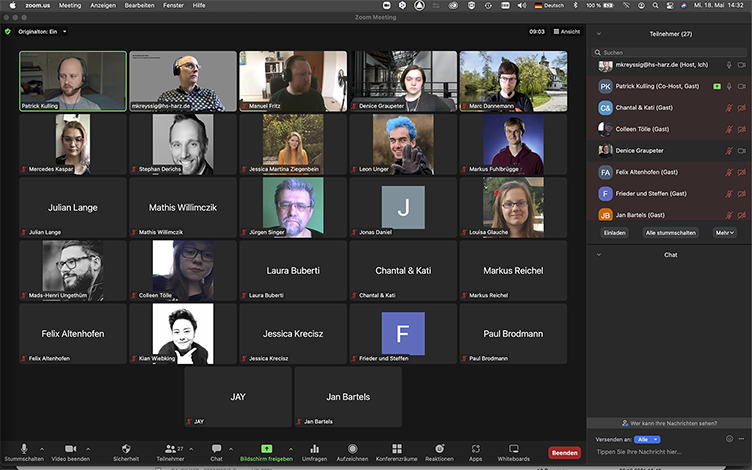 zoom.us Meeting Anzeigen Bearbeiten Fenster Hilfe
Deutsch 100 % Mi. 18. Mai 14:32
Zoom Meeting
Originalton: Ein
09:03 Ansicht
Patrick Kulling
mkreyssig@hs-harz.de
Manuel Fritz
Denice Graupeter
Marc Dannemann
Mercedes Kaspar
Stephan Derichs
Jessica Martina Ziegenbein
Leon Unger
Markus Fuhlbrügge
Julian Lange
Mathis Willimczik
J
Julian Lange
Mathis Willimczik
Jürgen Singer
Jonas Daniel
Louisa Glauche
Laura Buberti
Chantal & Kati
Markus Reichel
Mads-Henri Ungethüm
Colleen Tölle
Laura Buberti
Chantal & Kati
Markus Reichel
Felix Altenhofen
Jessica Krecisz
F
Paul Brodmann
Felix Altenhofen
Kian Wiebking
Jessica Krecisz
Frieder und Steffen
Paul Brodmann
JAY
Jan Bartels
JAY
Jan Bartels
Teilnehmer (27)
Suchen
mkreyssig@hs-harz.de (Host, Ich)
PK Patrick Kulling (Co-Host, Gast)
C& Chantal & Kati (Gast)
Colleen Tölle (Gast)
Denice Graupeter
FA Felix Altenhofen (Gast)
F Frieder und Steffen (Gast)
JB Jan Bartels (Gast)
Einladen Alle stummschalten Mehr
Chat
Wer kann Ihre Nachrichten sehen?
Versenden an: Alle
Tippen Sie Ihre Nachricht hier...
27
Stummschalten Video beenden Sicherheit Teilnehmer Chat Bildschirm freigeben Umfragen Aufzeichnen Konferenzräume Reaktionen Apps Whiteboards Beenden